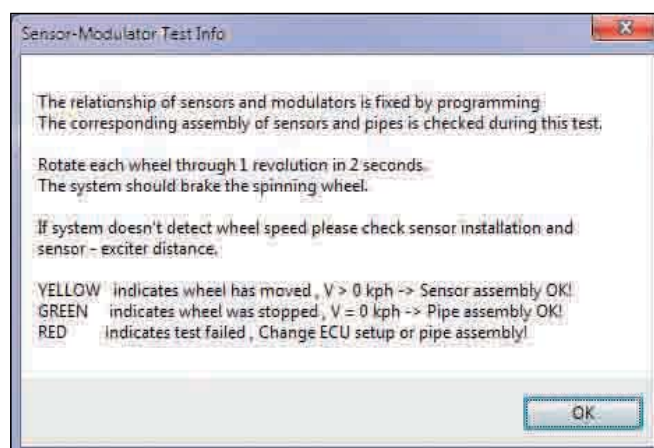 Sensor-Modulator Test Info
The relationship of sensors and modulators is fixed by programming
The corresponding assembly of sensors and pipes is checked during this test.
Rotate each wheel through 1 revolution in 2 seconds.
The system should brake the spinning wheel.
If system doesn't detect wheel speed please check sensor installation and
sensor - exciter distance.
YELLOW indicates wheel has moved , V > 0 kph -> Sensor assembly OK!
GREEN indicates wheel was stopped , V = 0 kph -> Pipe assembly OK!
RED indicates test failed , Change ECU setup or pipe assembly!
OK